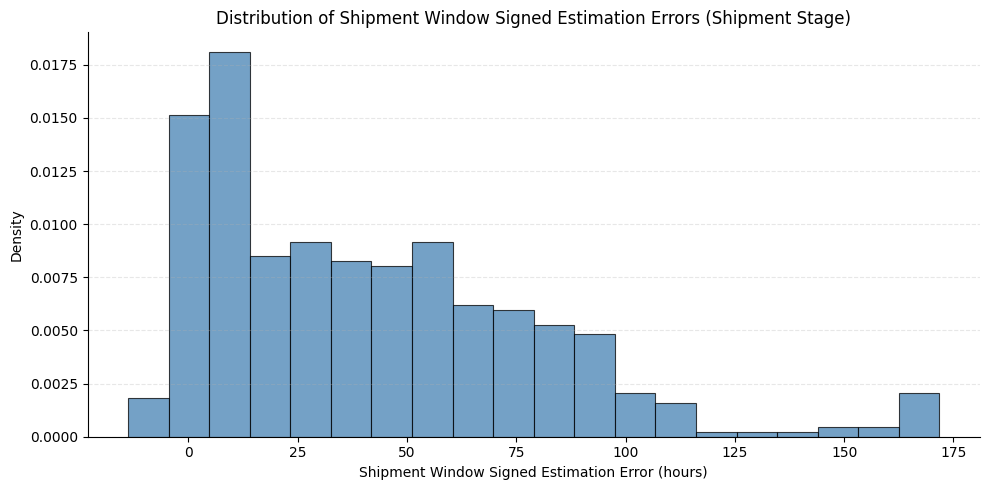 Distribution of Shipment Window Signed Estimation Errors (Shipment Stage)
0.0175
0.0150
0.0125
0.0100
0.0075
0.0050
0.0025
0.0000
Density
0 25 50 75 100 125 150 175
Shipment Window Signed Estimation Error (hours)